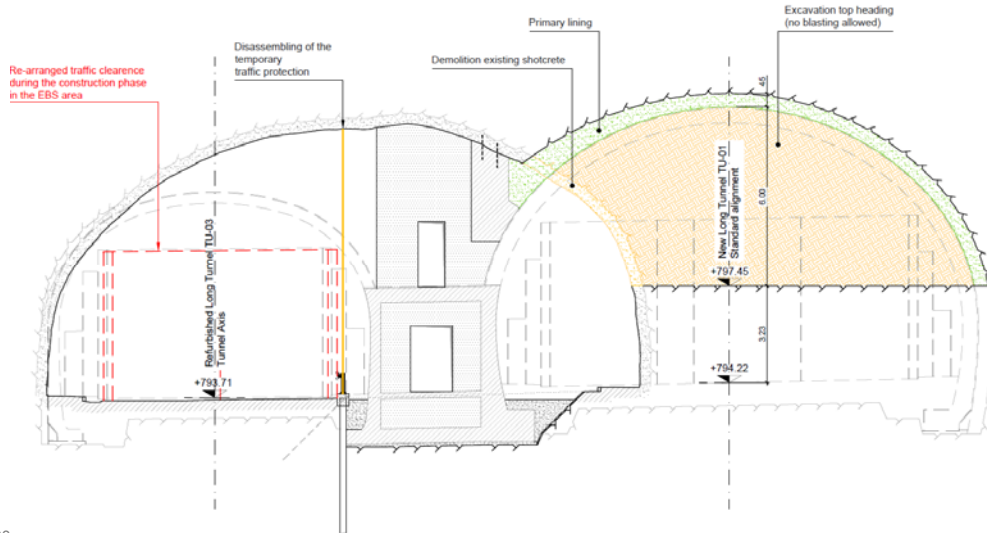 Excavation top heading
(no blasting allowed)
Primary lining
Disassembling of the
temporary
traffic protection
Demolition existing shotcrete
Re-arranged traffic clearence
during the construction phase
in the EBS area
45
6.00
3.23
New Long Tunnel TU-01
Standard alignment
+797.45
+794.22
Refurbished Long Tunnel TU-03
Tunnel Axis
+793.71